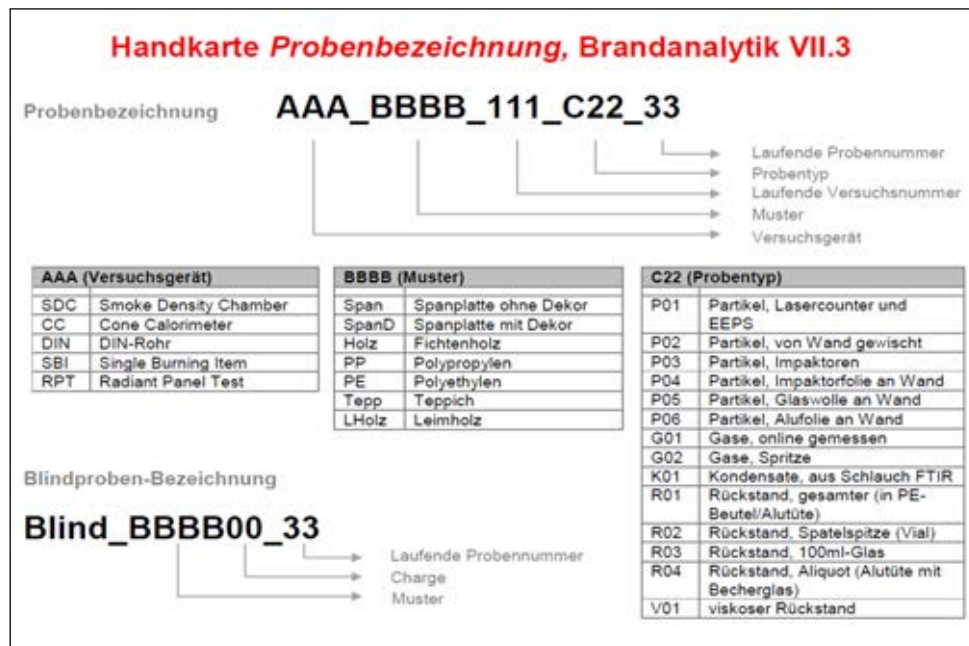 Handkarte Probenbezeichnung, Brandanalytik VII.3
Probenbezeichnung AAA_BBBB_111_C22_33
Laufende Probennummer
Probentyp
Laufende Versuchsnummer
Muster
Versuchsgerät
AAA (Versuchsgerät)
SDC Smoke Density Chamber
CC Cone Calorimeter
DIN DIN-Rohr
SBI Single Burning Item
RPT Radiant Panel Test
BBBB (Muster)
Span Spanplatte ohne Dekor
SpanD Spanplatte mit Dekor
Holz Fichtenholz
PP Polypropylen
PE Polyethylen
Tepp Teppich
LHolz Leimholz
C22 (Probentyp)
P01 Partikel, Lasercounter und
EEPS
P02 Partikel, von Wand gewischt
P03 Partikel, Impaktoren
P04 Partikel, Impaktorfolie an Wand
P05 Partikel, Glaswolle an Wand
P06 Partikel, Alufolie an Wand
G01 Gase, online gemessen
G02 Gase, Spritze
K01 Kondensate, aus Schlauch FTIR
R01 Rückstand, gesamter (in PE-
Beutel/Alutüte)
R02 Rückstand, Spatelspitze (Vial)
R03 Rückstand, 100ml-Glas
R04 Rückstand, Aliquot (Alutüte mit
Becherglas)
V01 viskoser Rückstand
Blindproben-Bezeichnung
Blind_BBBB00_33
Laufende Probennummer
Charge
Muster